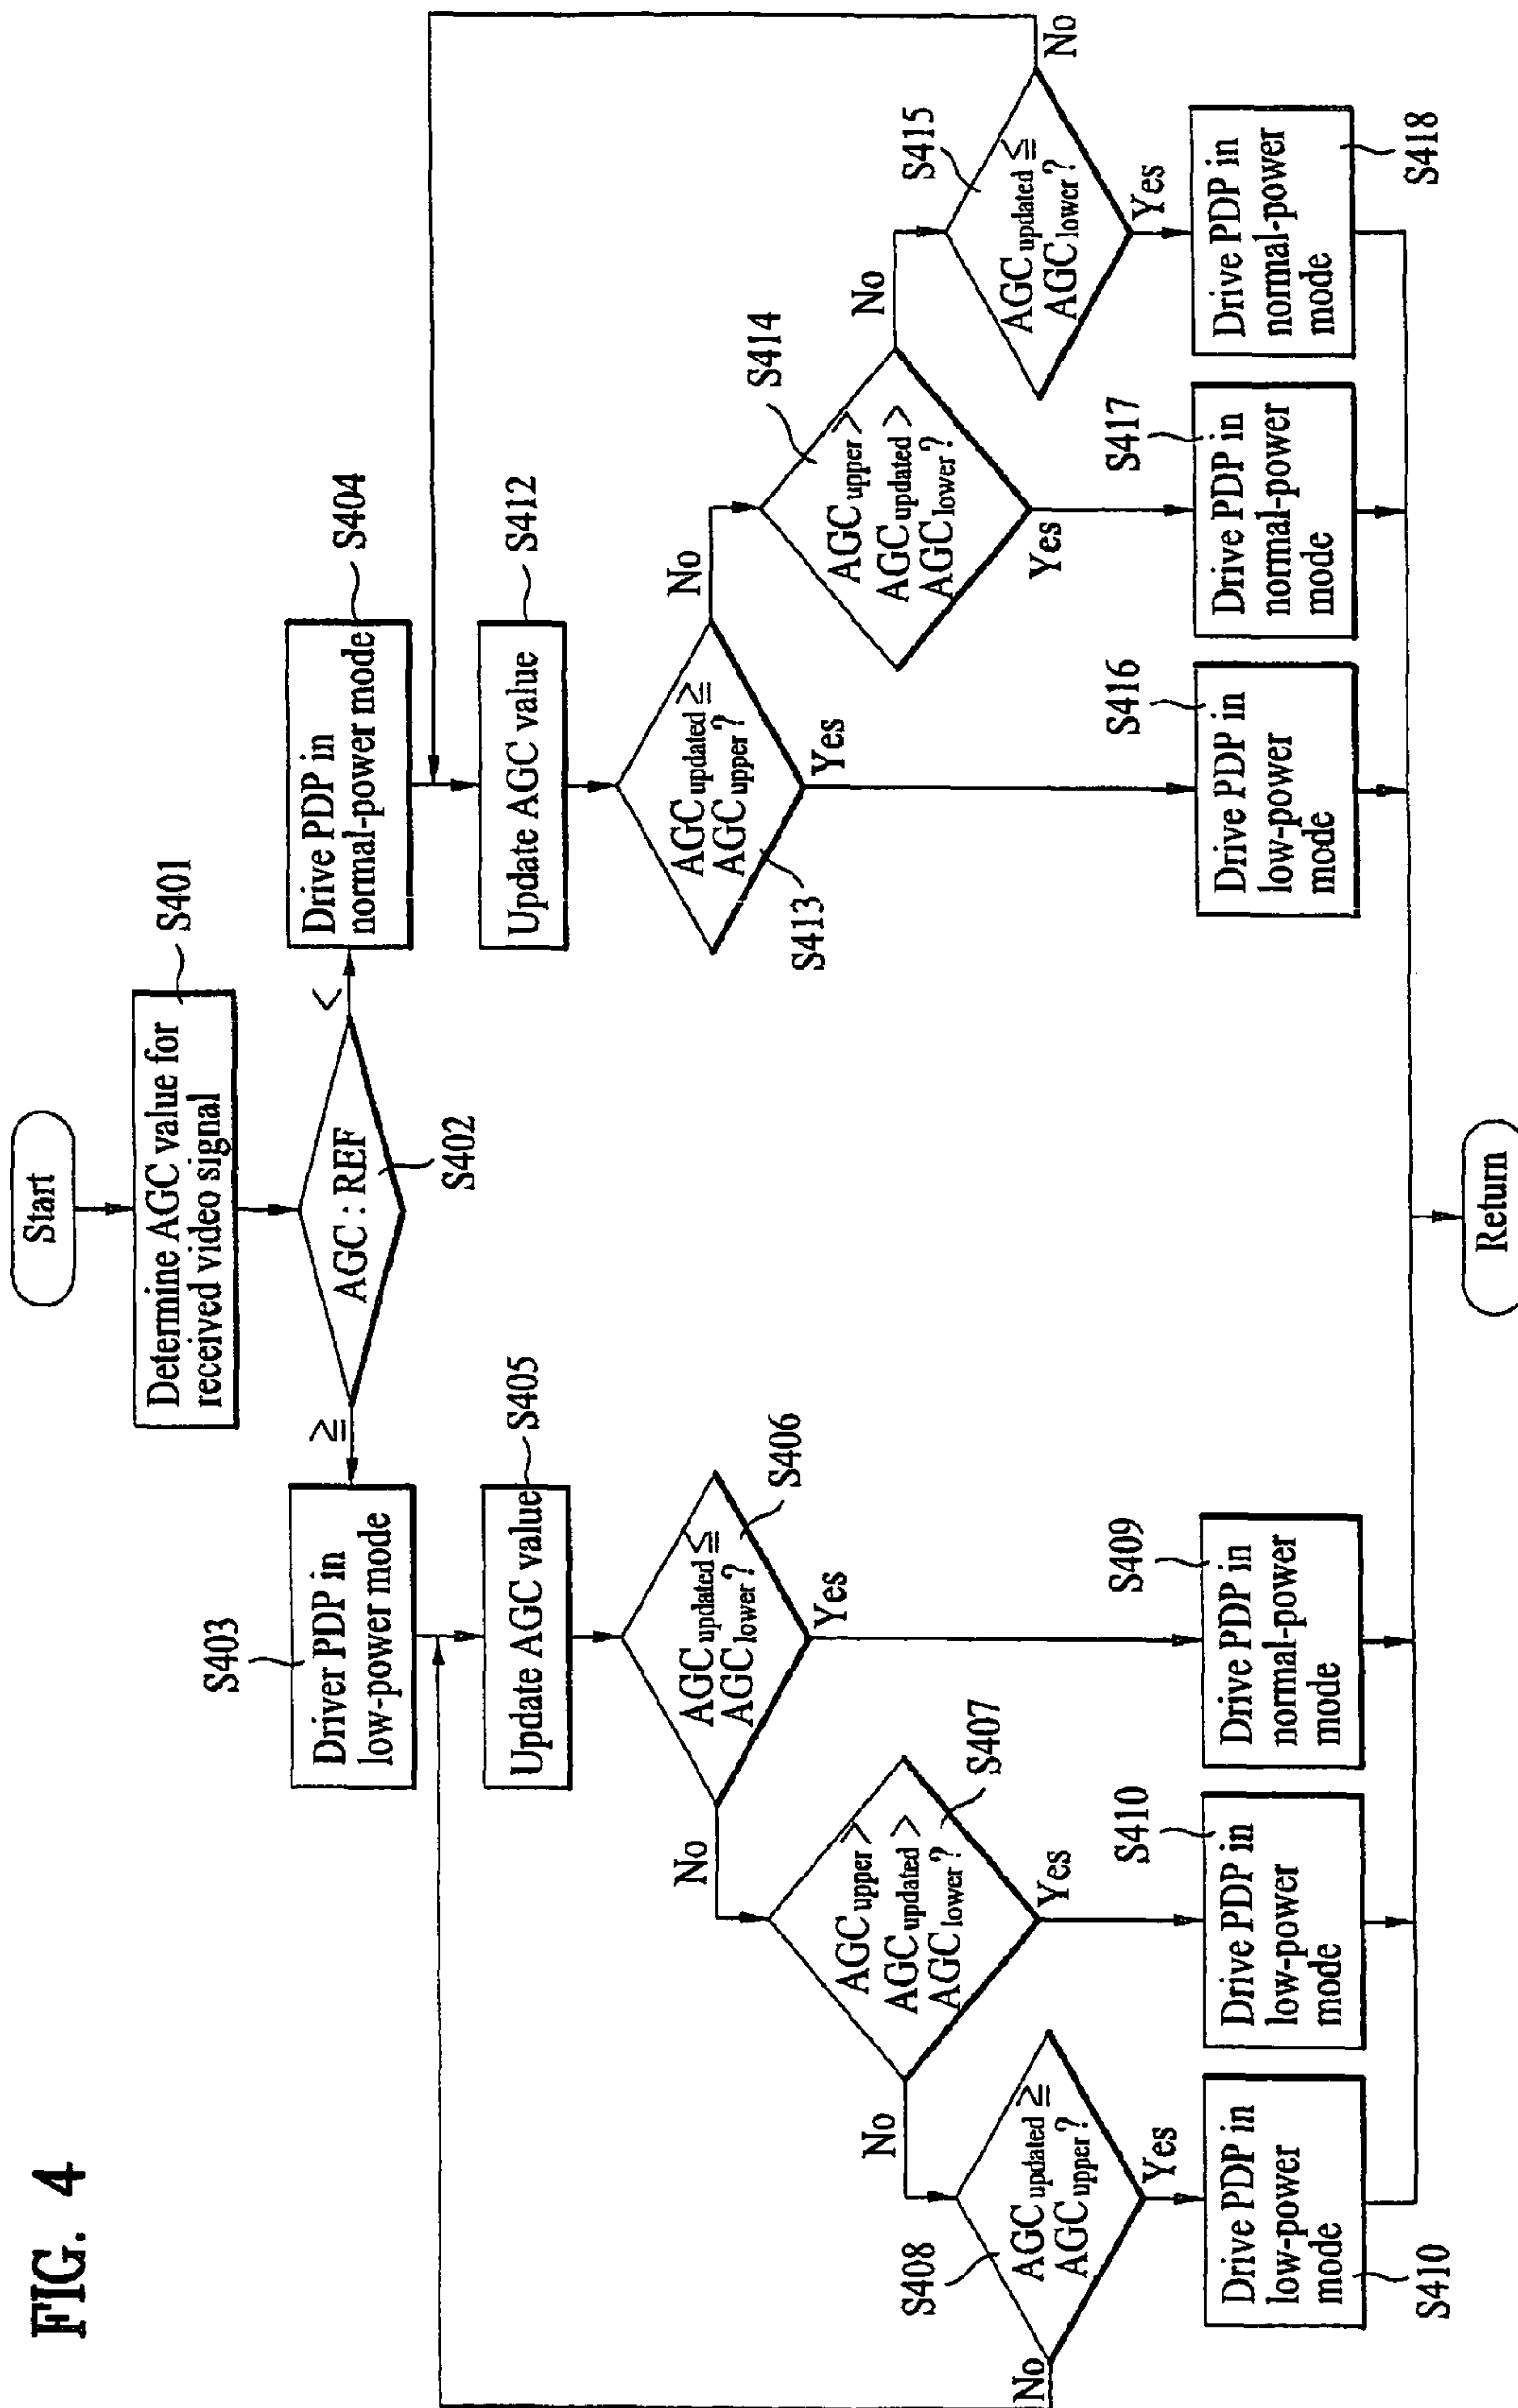 FIG. 4
Start
Determine AGC value for
received video signal
S401
AGC : REF
S402
≧
<
S403
Driver PDP in
low-power mode
Drive PDP in
normal-power mode
S404
Update AGC value
S405
Update AGC value
S412
AGCupdated≦
AGClower?
S406
No
Yes
AGCupdated≧
AGCupper?
S413
No
Yes
AGCupper>
AGCupdated>
AGClower?
S407
No
Yes
AGCupper>
AGCupdated>
AGClower?
S414
No
Yes
S408
AGCupdated≧
AGCupper?
No
Yes
AGCupdated≦
AGClower?
S415
No
Yes
Drive PDP in
low-power
mode
S410
Drive PDP in
low-power
mode
S410
Drive PDP in
normal-power
mode
S409
Drive PDP in
low-power
mode
S416
Drive PDP in
normal-power
mode
S417
Drive PDP in
normal-power
mode
S418
Return